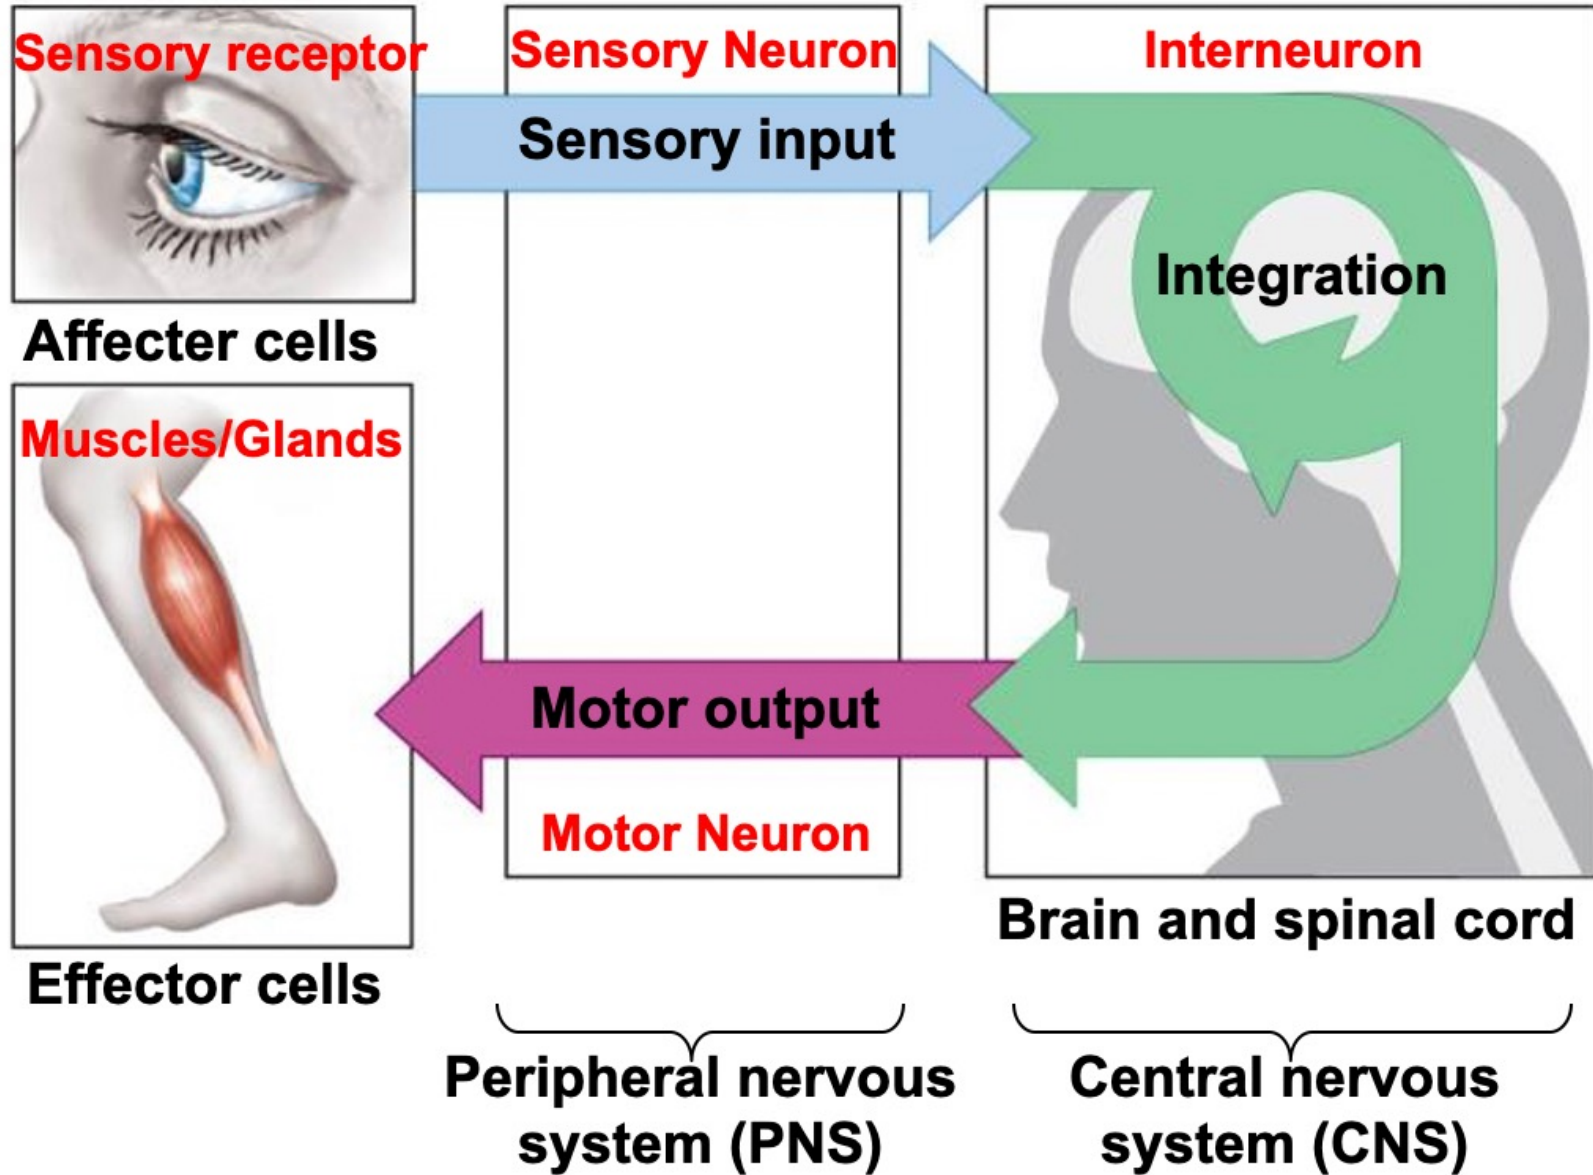 Sensory receptor
Sensory Neuron
Interneuron
Sensory input
Integration
Affecter cells
Muscles/Glands
Motor output
Motor Neuron
Brain and spinal cord
Effector cells
Peripheral nervous
system (PNS)
Central nervous
system (CNS)